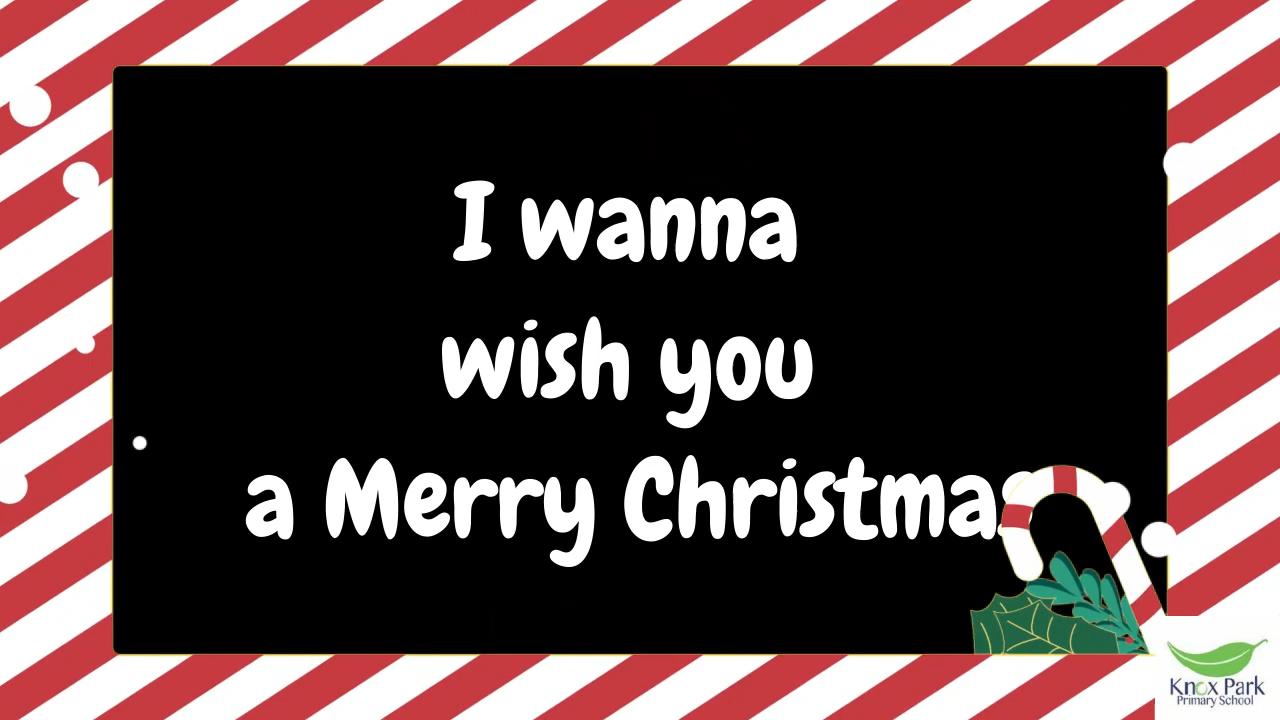 I wanna
wish you
a Merry Christmas
Knox Park
Primary School